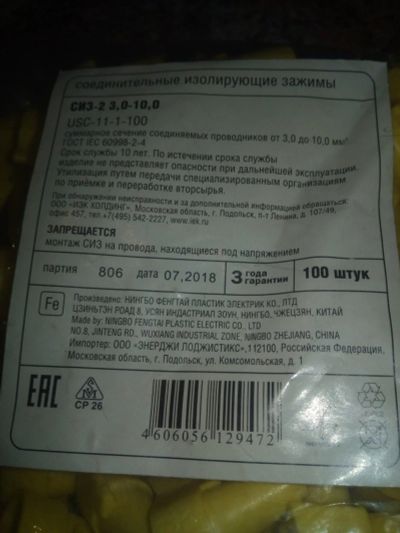 соединительные изолирующие зажимы
СИЗ-2 3,0-10,0
USC-11-1-100
суммарное сечение соединяемых проводников от 3,0 до 10,0 мм²
ГОСТ IEC 60998-2-4
Срок службы 10 лет. По истечении срока службы
изделие не представляет опасности при дальнейшей эксплуатации.
Утилизация путем передачи специализированным организациям
по приёмке и переработке вторсырья.
При обнаружении неисправности и за дополнительной информацией обращаться:
ООО «ИЭК ХОЛДИНГ», Московская область, г. Подольск, п-т Ленина, д. 107/49,
офис 457, тел.+7(495) 542-2227, www.iek.ru
ЗАПРЕЩАЕТСЯ
монтаж СИЗ на провода, находящиеся под напряжением
партия 806 дата 07,2018 3 года гарантии 100 штук
Fe
Произведено: НИНГБО ФЕНГТАЙ ПЛАСТИК ЭЛЕКТРИК КО., ЛТД
ЦЗИНЬТЭН РОАД 8, УСЯН ИНДАСТРИАЛ ЗОУН, НИНГБО, ЧЖЕЦЗЯН, КИТАЙ
Made by: NINGBO FENGTAI PLASTIC ELECTRIC CO., LTD
NO.8, JINTENG RD., WUXIANG INDUSTRIAL ZONE, NINGBO ZHEJIANG, CHINA
Импортер: ООО «ЭНЕРДЖИ ЛОДЖИСТИКС»,112100, Российская Федерация,
Московская область, г. Подольск, ул. Комсомольская, д. 1
EAC
СР 26
4 606056 129472